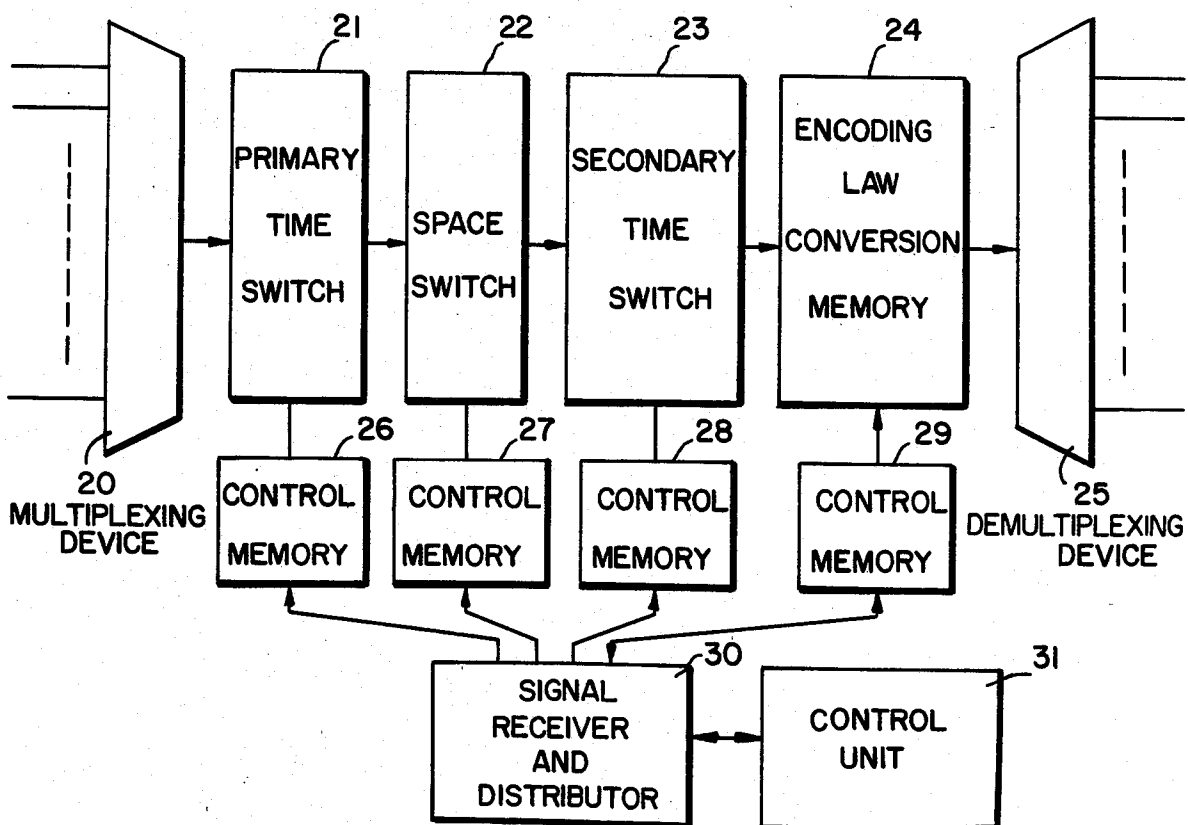 21
22
23
24
25
PRIMARY
TIME
SWITCH
SPACE
SWITCH
SECONDARY
TIME
SWITCH
ENCODING
LAW
CONVERSION
MEMORY
20
MULTIPLEXING
DEVICE
26
CONTROL
MEMORY
27
CONTROL
MEMORY
28
CONTROL
MEMORY
29
CONTROL
MEMORY
25
DEMULTIPLEXING
DEVICE
30
SIGNAL
RECEIVER
AND
DISTRIBUTOR
31
CONTROL
UNIT